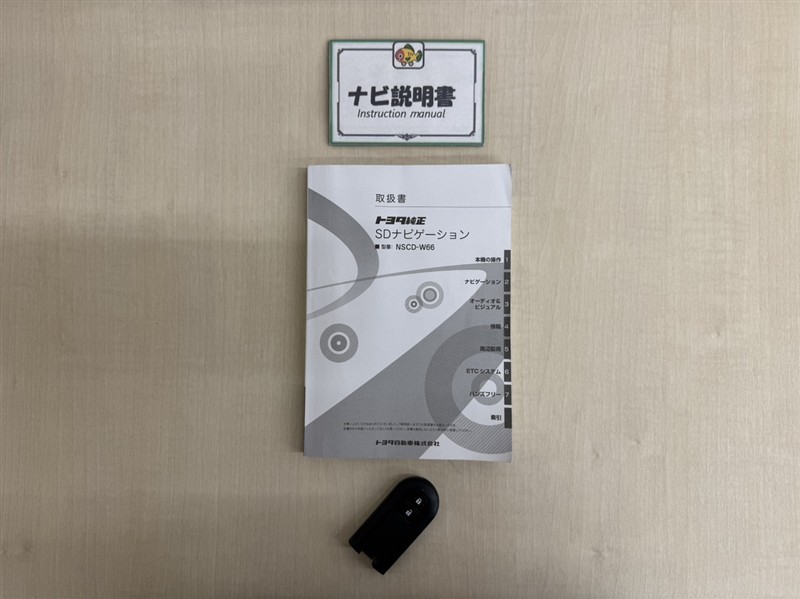 ナビ説明書
Instruction manual
取扱書
トヨタ純正
SDナビゲーション
■ 型番：NSCD-W66
本機の操作 1
ナビゲーション 2
オーディオ&
ビジュアル 3
情報 4
周辺監視 5
ETCシステム 6
ハンズフリー 7
索引
トヨタ自動車株式会社